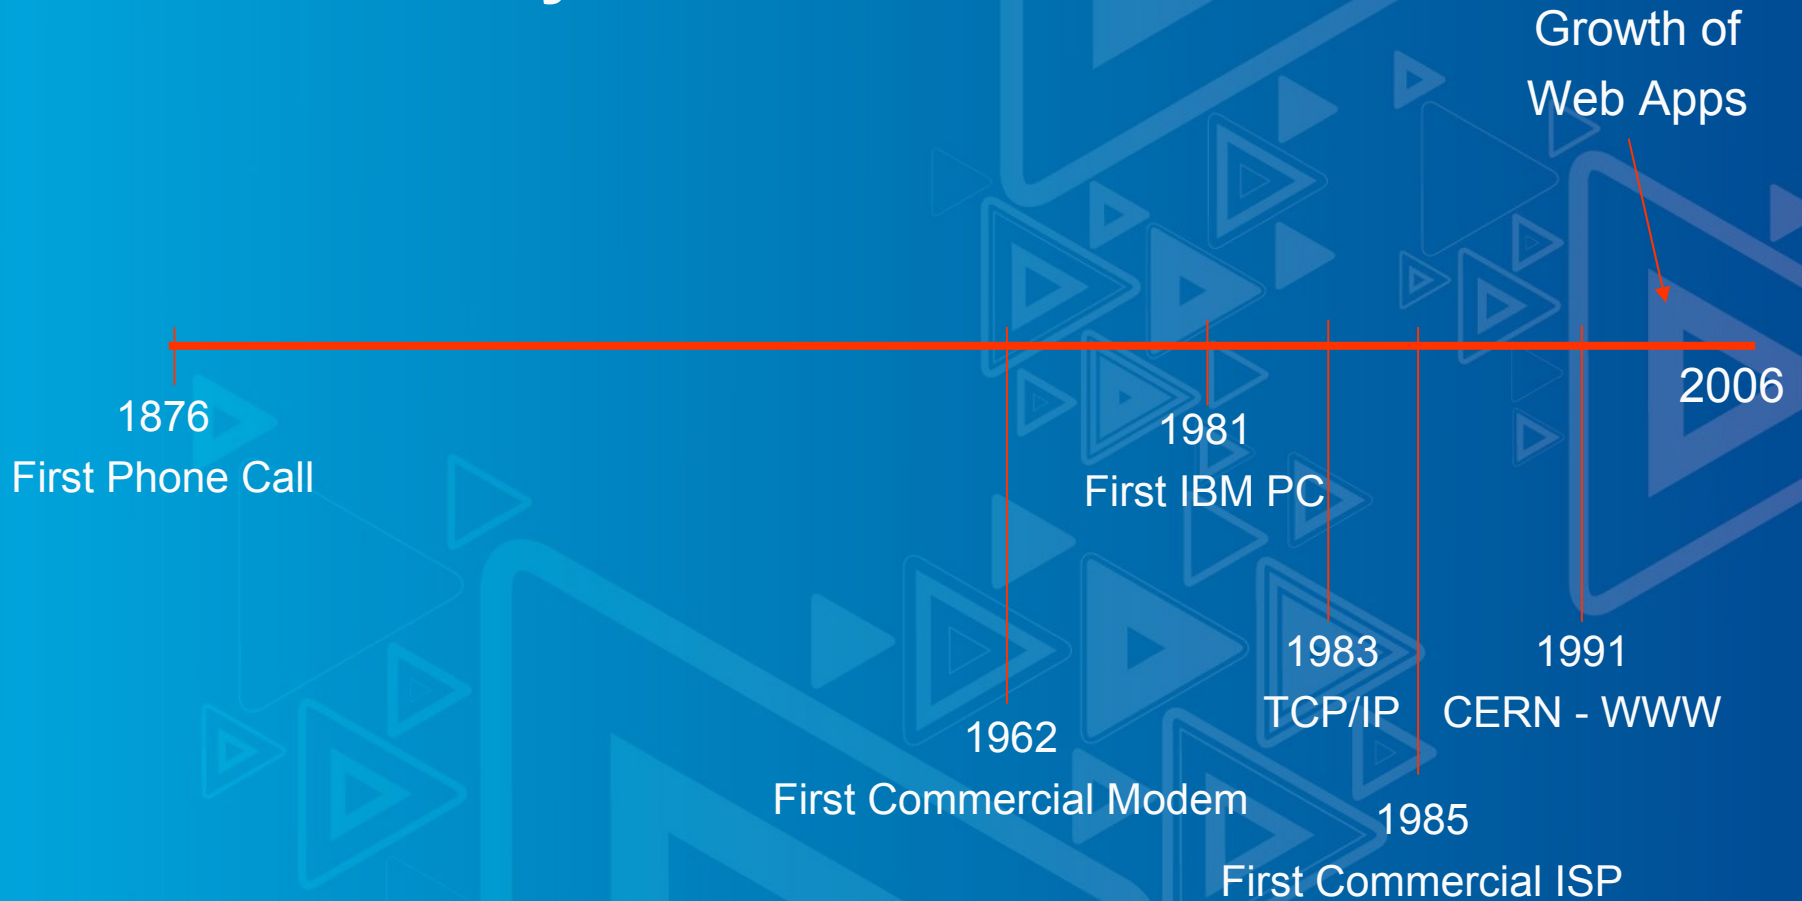 Growth of
Web Apps
2006
1876
First Phone Call
1981
First IBM PC
1983
TCP/IP
1991
CERN - WWW
1962
First Commercial Modem
1985
First Commercial ISP